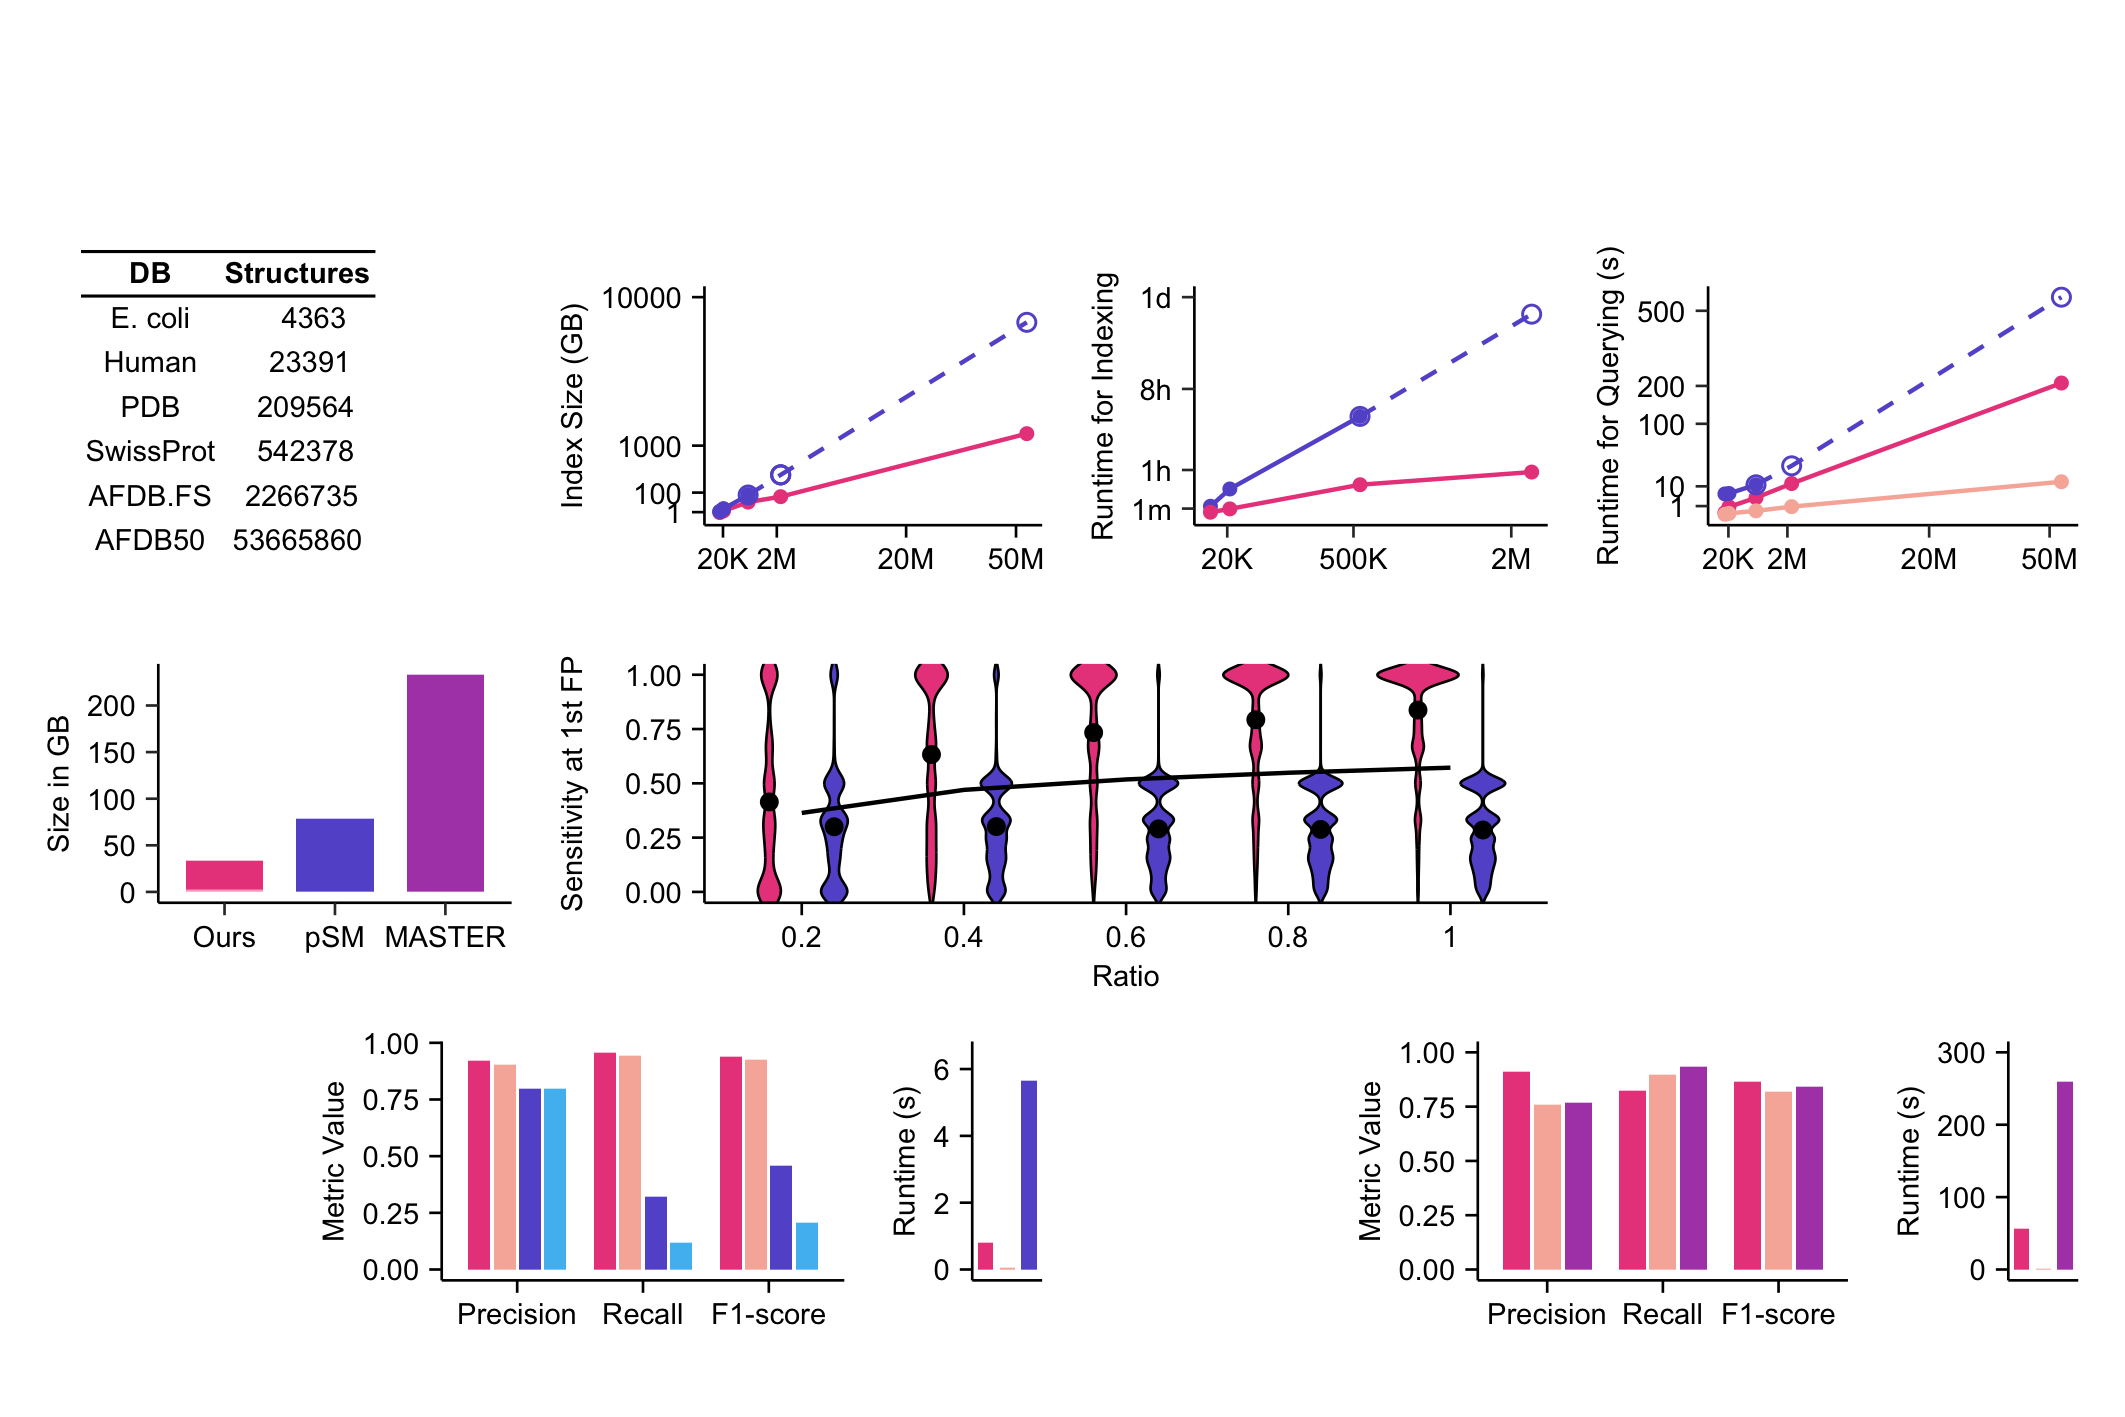 DB Structures
E. coli 4363
Human 23391
PDB 209564
SwissProt 542378
AFDB.FS 2266735
AFDB50 53665860
Index Size (GB)
10000
1000
100
1
20K 2M 20M 50M
Runtime for Indexing
1d
8h
1h
1m
20K 500K 2M
Runtime for Querying (s)
500
200
100
10
1
20K 2M 20M 50M
Size in GB
200
150
100
50
0
Ours pSM MASTER
Sensitivity at 1st FP
1.00
0.75
0.50
0.25
0.00
0.2 0.4 0.6 0.8 1
Ratio
Metric Value
1.00
0.75
0.50
0.25
0.00
Precision Recall F1-score
Runtime (s)
6
4
2
0
Metric Value
1.00
0.75
0.50
0.25
0.00
Precision Recall F1-score
Runtime (s)
300
200
100
0